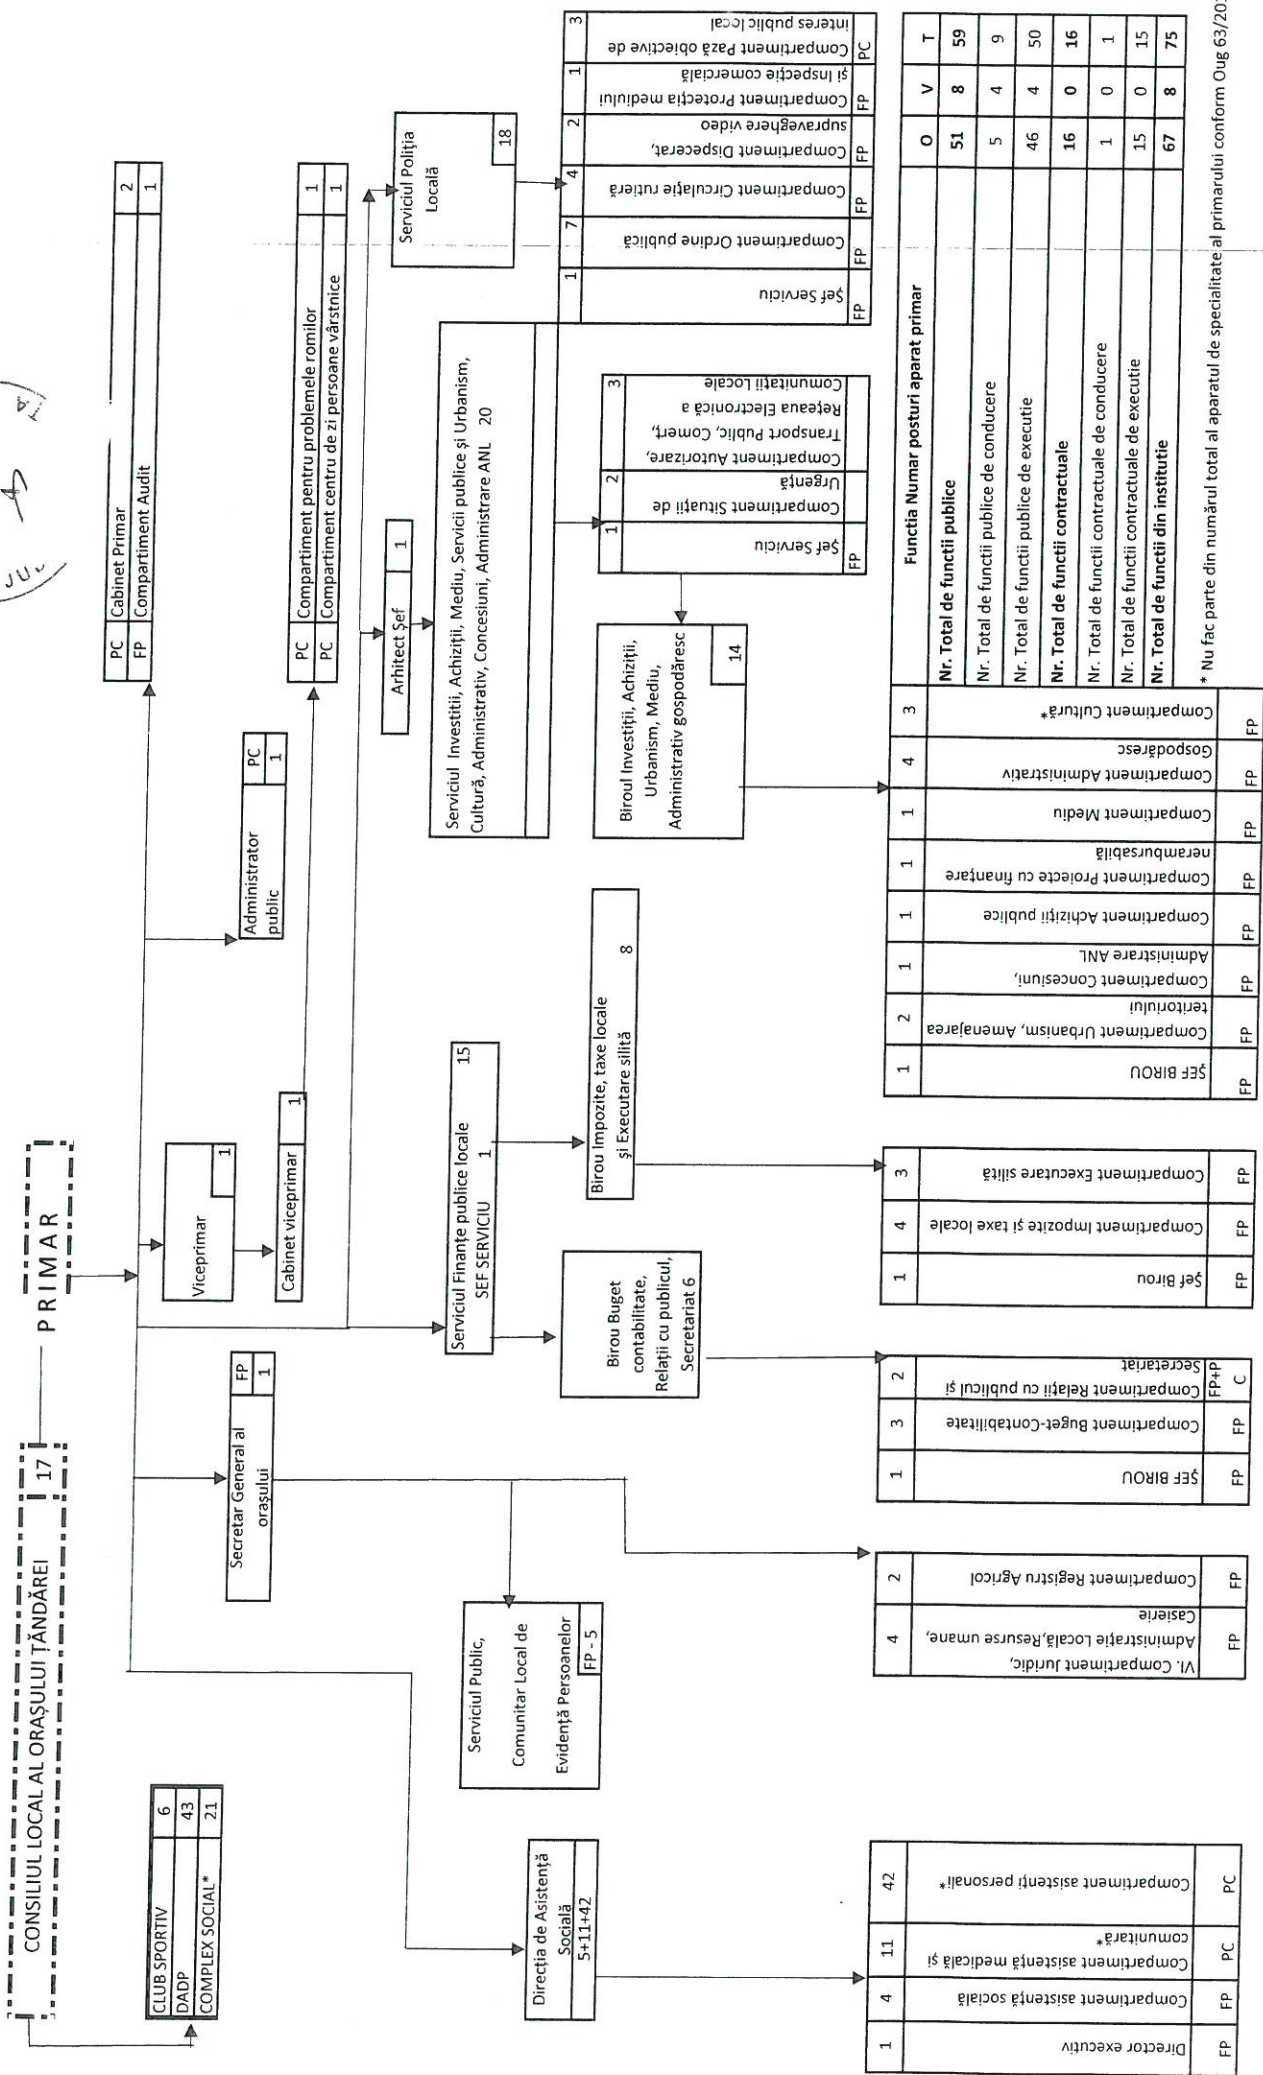 CONSILIUL LOCAL AL ORAȘULUI ȚĂNDĂREI
17
PRIMAR
CLUB SPORTIV 6
DADP 43
COMPLEX SOCIAL* 21
PC Cabinet Primar 2
FP Compartiment Audit 1
Secretar General al
orașului
FP
1
Viceprimar
1
Cabinet viceprimar 1
Administrator
public
PC
1
PC Compartiment pentru problemele romilor 1
PC Compartiment centru de zi persoane vârstnice 1
Arhitect Șef 1
Serviciul Poliția
Locală
18
Serviciul Investitii, Achiziții, Mediu, Servicii publice și Urbanism,
Cultură, Administrativ, Concesiuni, Administrare ANL 20
Serviciul Finanțe publice locale 15
SEF SERVICIU 1
Direcția de Asistență
Socială
5+11+42
Serviciul Public,
Comunitar Local de
Evidență Persoanelor
FP - 5
Birou Buget
contabilitate,
Relații cu publicul,
Secretariat 6
Birou Impozite, taxe locale
și Executare silită 8
Biroul Investiții, Achiziții,
Urbanism, Mediu,
Administrativ gospodăresc
14
1
Șef Serviciu
FP
2
Compartiment Situații de
Urgență
3
Compartiment Autorizare,
Transport Public, Comerț,
Rețeaua Electronică a
Comunitatii Locale
1
Șef Serviciu
FP
7
Compartiment Ordine publică
FP
4
Compartiment Circulație rutieră
FP
2
Compartiment Dispecerat,
supraveghere video
FP
1
Compartiment Protecția mediului
și Inspecție comercială
FP
3
Compartiment Pază obiective de
interes public local
PC
1
Director executiv
FP
4
Compartiment asistență socială
FP
11
Compartiment asistență medicală și
comunitară*
PC
42
Compartiment asistenți personali*
PC
4
VI. Compartiment Juridic,
Administrație Locală,Resurse umane,
Casierie
FP
2
Compartiment Registru Agricol
FP
1
ȘEF BIROU
FP
3
Compartiment Buget-Contabilitate
FP
2
Compartiment Relații cu publicul și
Secretariat
FP+P
C
1
Șef Birou
FP
4
Compartiment Impozite și taxe locale
FP
3
Compartiment Executare silită
FP
1
ȘEF BIROU
FP
2
Compartiment Urbanism, Amenajarea
teritoriului
FP
1
Compartiment Concesiuni,
Administrare ANL
FP
1
Compartiment Achiziții publice
FP
1
Compartiment Proiecte cu finanțare
nerambursabilă
FP
1
Compartiment Mediu
FP
4
Compartiment Administrativ
Gospodăresc
FP
3
Compartiment Cultură*
FP
Functia Numar posturi aparat primar O V T
Nr. Total de functii publice 51 8 59
Nr. Total de functii publice de conducere 5 4 9
Nr. Total de functii publice de executie 46 4 50
Nr. Total de functii contractuale 16 0 16
Nr. Total de functii contractuale de conducere 1 0 1
Nr. Total de functii contractuale de executie 15 0 15
Nr. Total de functii din institutie 67 8 75
* Nu fac parte din numărul total al aparatul de specialitate al primarului conform Oug 63/201